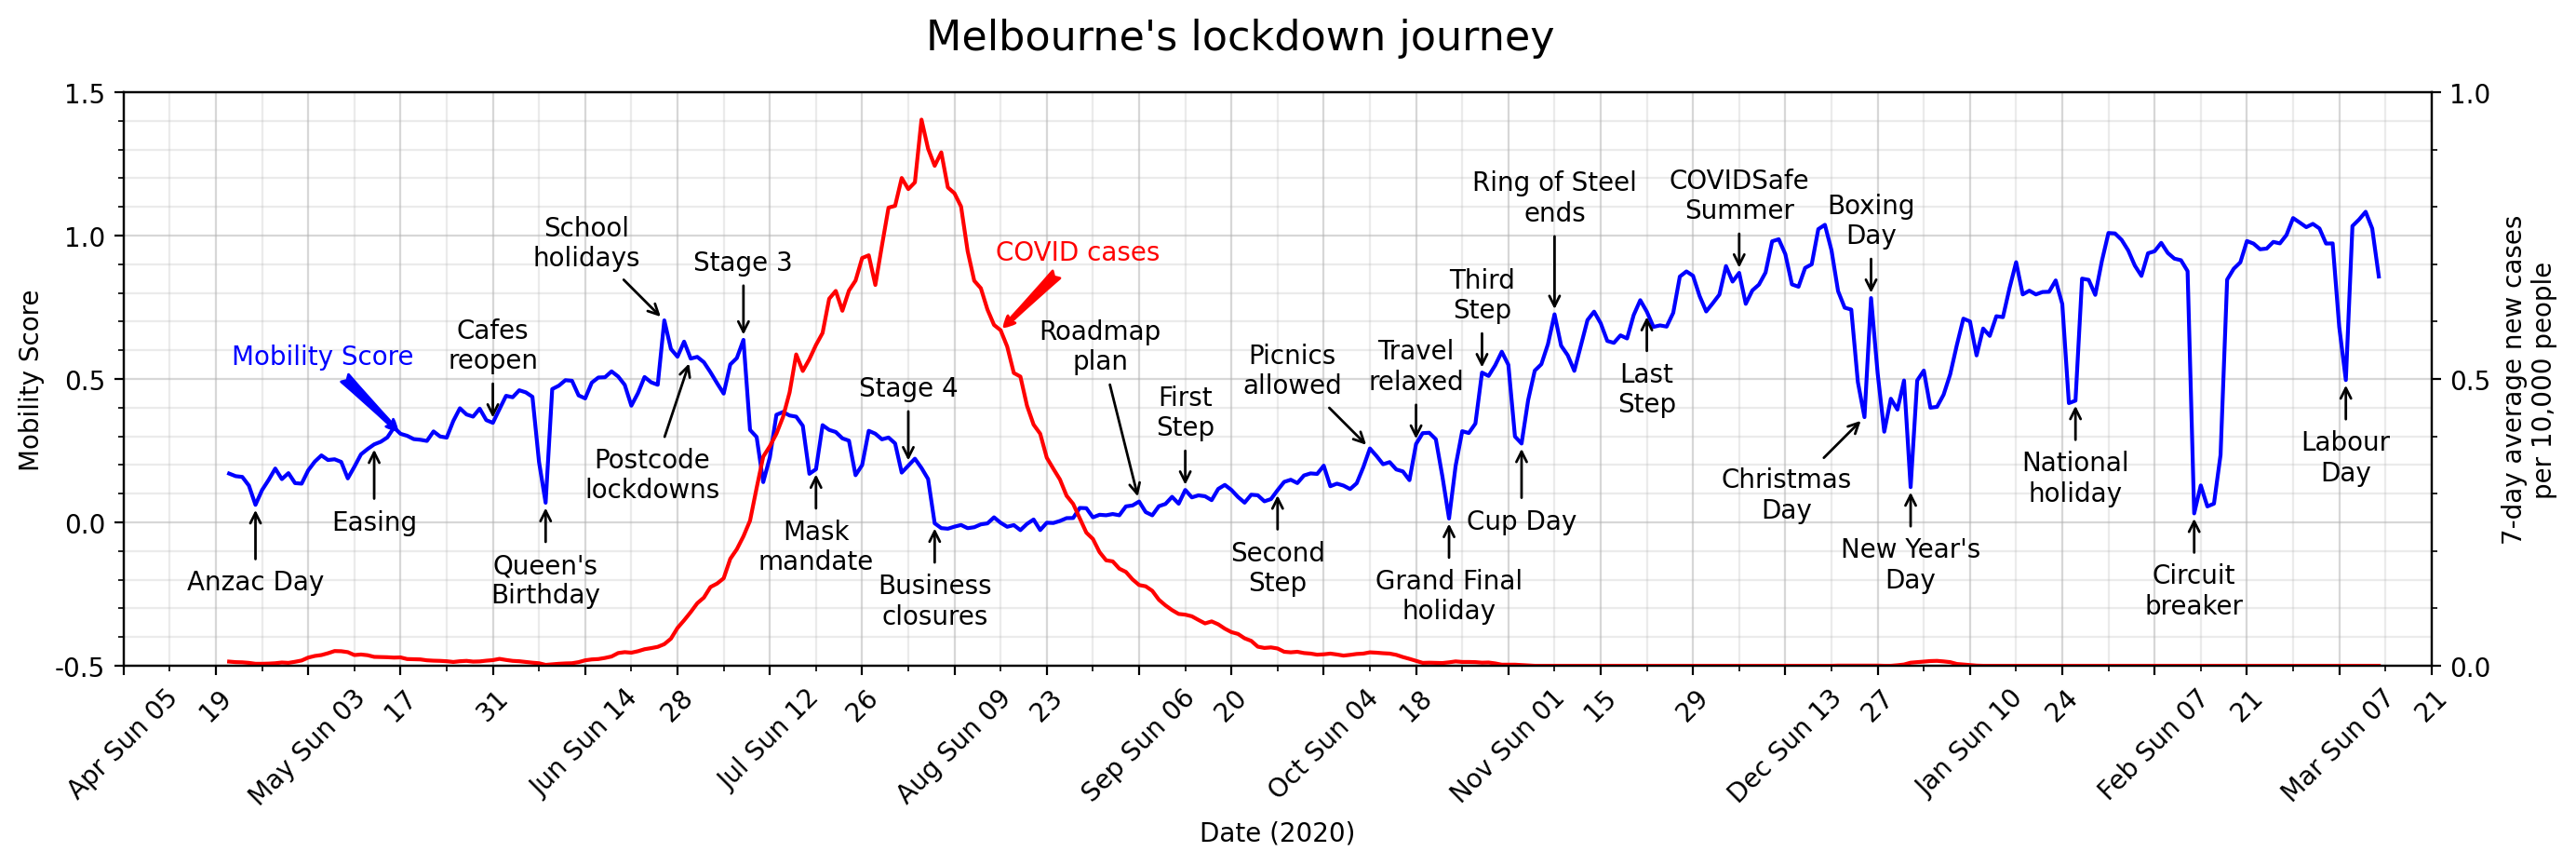 Melbourne's lockdown journey
1.5
1.0
0.5
0.0
-0.5
Mobility Score
1.0
0.5
0.0
7-day average new cases
per 10,000 people
Mobility Score
COVID cases
Anzac Day
Easing
Cafes
reopen
Queen's
Birthday
School
holidays
Postcode
lockdowns
Stage 3
Mask
mandate
Stage 4
Business
closures
Roadmap
plan
First
Step
Second
Step
Picnics
allowed
Travel
relaxed
Grand Final
holiday
Third
Step
Cup Day
Ring of Steel
ends
Last
Step
COVIDSafe
Summer
Christmas
Day
Boxing
Day
New Year's
Day
National
holiday
Circuit
breaker
Labour
Day
Apr Sun 05
19
May Sun 03
17
31
Jun Sun 14
28
Jul Sun 12
26
Aug Sun 09
23
Sep Sun 06
20
Oct Sun 04
18
Nov Sun 01
15
29
Dec Sun 13
27
Jan Sun 10
24
Feb Sun 07
21
Mar Sun 07
21
Date (2020)